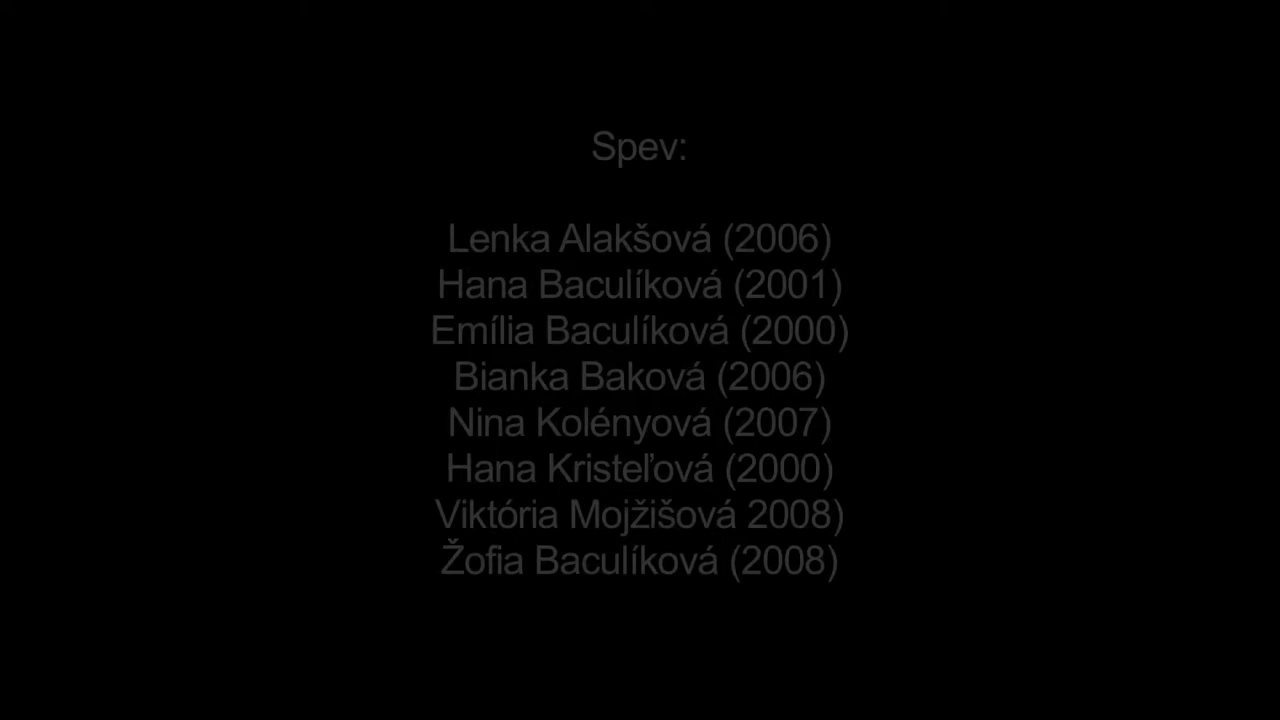 Spev:
Lenka Alakšová (2006)
Hana Baculíková (2001)
Emília Baculíková (2000)
Bianka Baková (2006)
Nina Kolényová (2007)
Hana Kristeľová (2000)
Viktória Mojžišová 2008)
Žofia Baculíková (2008)